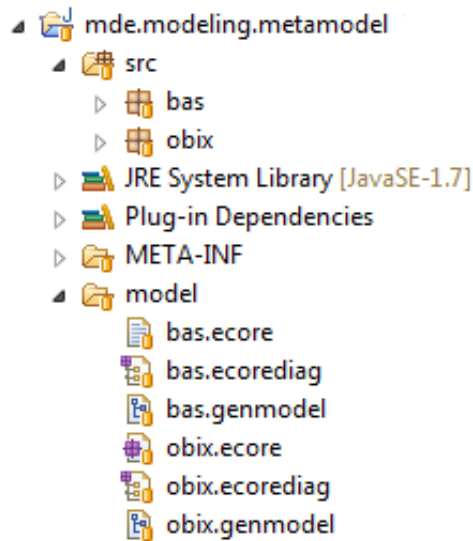 mde.modeling.metamodel
src
bas
obix
JRE System Library [JavaSE-1.7]
Plug-in Dependencies
META-INF
model
bas.ecore
bas.ecorediag
bas.genmodel
obix.ecore
obix.ecorediag
obix.genmodel